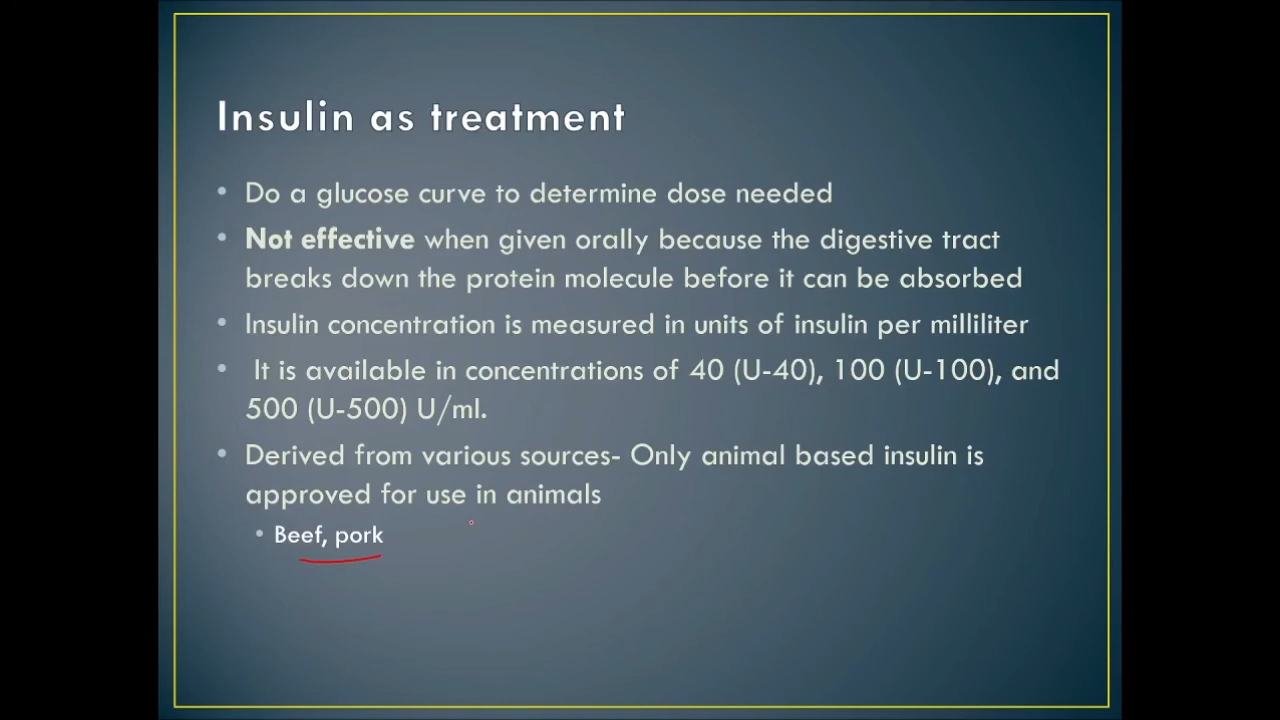 Insulin as treatment
• Do a glucose curve to determine dose needed
• Not effective when given orally because the digestive tract
breaks down the protein molecule before it can be absorbed
• Insulin concentration is measured in units of insulin per milliliter
• It is available in concentrations of 40 (U-40), 100 (U-100), and
500 (U-500) U/ml.
• Derived from various sources- Only animal based insulin is
approved for use in animals
• Beef, pork